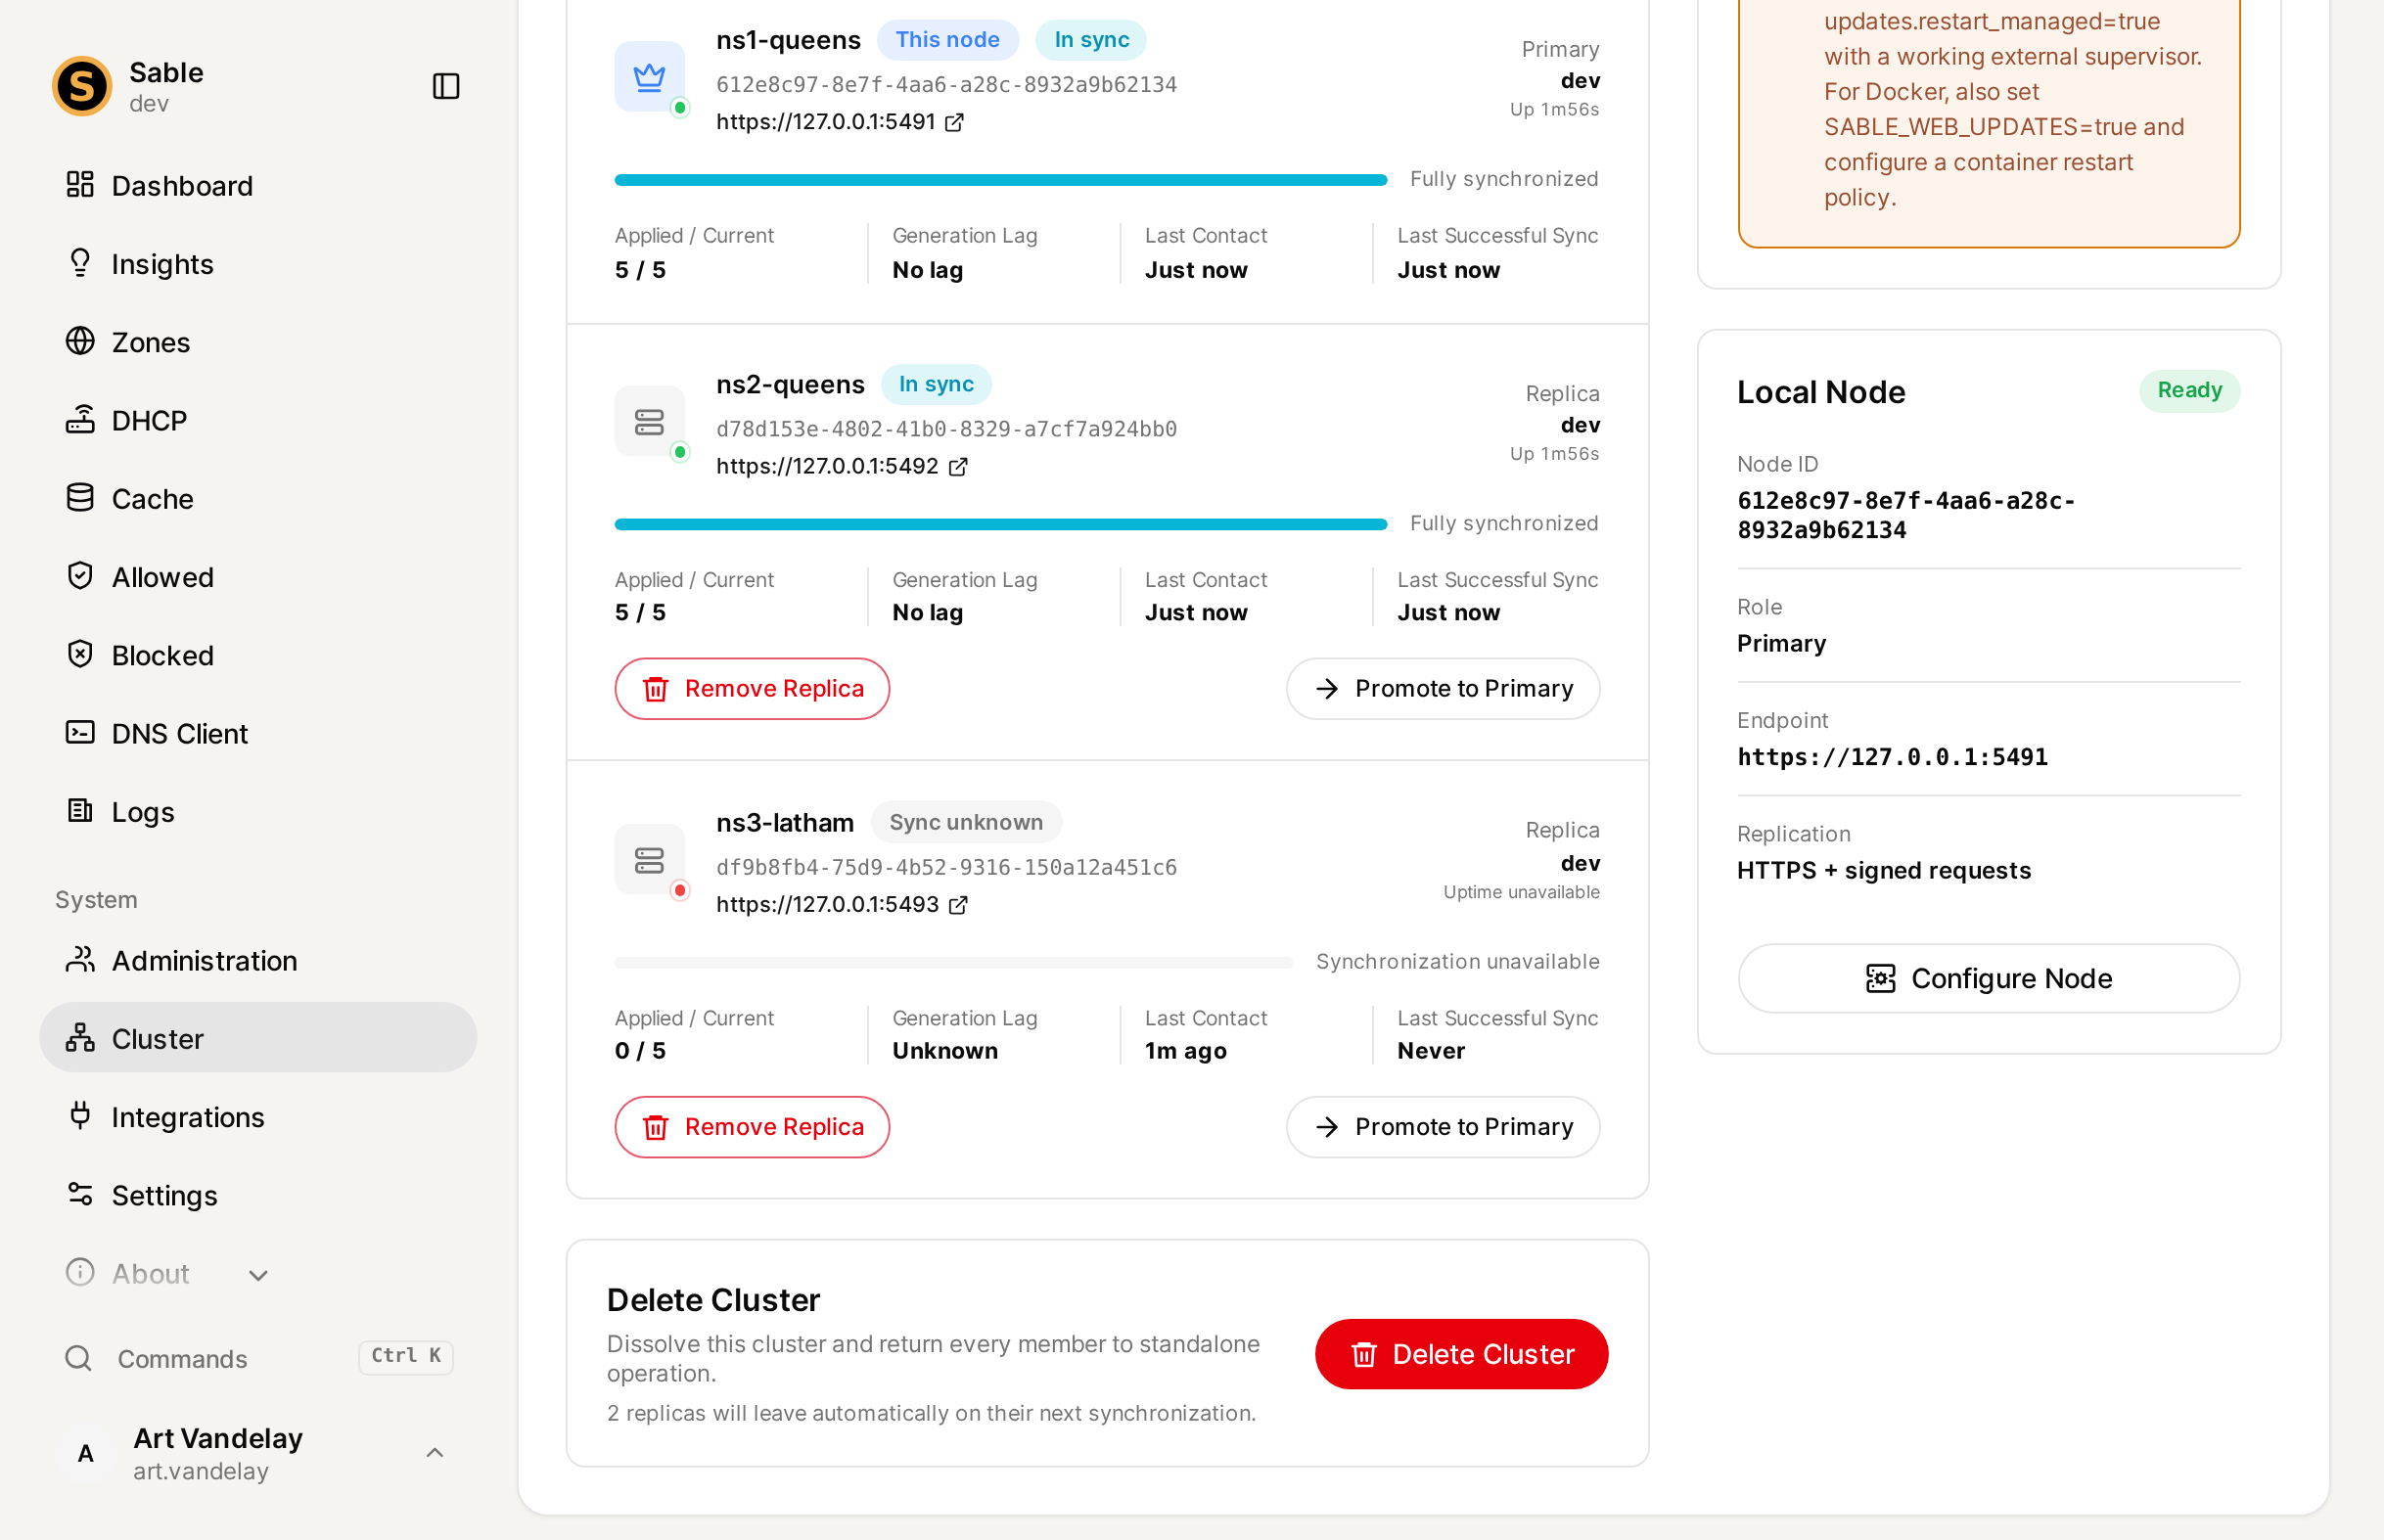 Sable
dev
Dashboard
Insights
Zones
DHCP
Cache
Allowed
Blocked
DNS Client
Logs
System
Administration
Cluster
Integrations
Settings
About
Commands
Ctrl K
A
Art Vandelay
art.vandelay
ns1-queens
This node
In sync
612e8c97-8e7f-4aa6-a28c-8932a9b62134
https://127.0.0.1:5491
Primary
dev
Up 1m56s
Fully synchronized
Applied / Current
5 / 5
Generation Lag
No lag
Last Contact
Just now
Last Successful Sync
Just now
ns2-queens
In sync
d78d153e-4802-41b0-8329-a7cf7a924bb0
https://127.0.0.1:5492
Replica
dev
Up 1m56s
Fully synchronized
Applied / Current
5 / 5
Generation Lag
No lag
Last Contact
Just now
Last Successful Sync
Just now
Remove Replica
Promote to Primary
ns3-latham
Sync unknown
df9b8fb4-75d9-4b52-9316-150a12a451c6
https://127.0.0.1:5493
Replica
dev
Uptime unavailable
Synchronization unavailable
Applied / Current
0 / 5
Generation Lag
Unknown
Last Contact
1m ago
Last Successful Sync
Never
Remove Replica
Promote to Primary
Delete Cluster
Dissolve this cluster and return every member to standalone
operation.
2 replicas will leave automatically on their next synchronization.
Delete Cluster
updates.restart_managed=true
with a working external supervisor.
For Docker, also set
SABLE_WEB_UPDATES=true and
configure a container restart
policy.
Local Node
Ready
Node ID
612e8c97-8e7f-4aa6-a28c-
8932a9b62134
Role
Primary
Endpoint
https://127.0.0.1:5491
Replication
HTTPS + signed requests
Configure Node